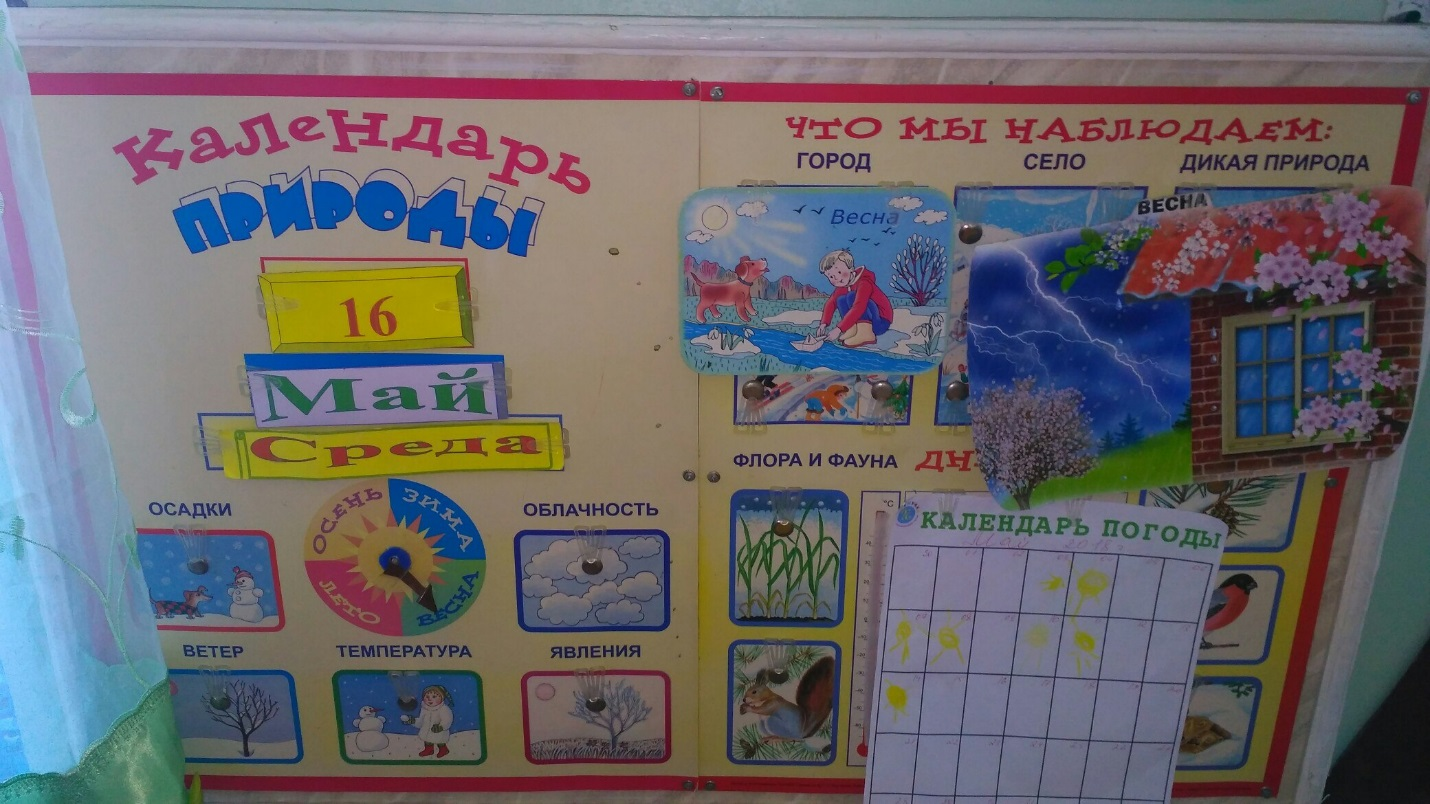 Календарь
природы
16
Май
Среда
ОСАДКИ
ОСЕНЬ
ЗИМА
ЛЕТО
ВЕСНА
ОБЛАЧНОСТЬ
ВЕТЕР
ТЕМПЕРАТУРА
ЯВЛЕНИЯ
ЧТО МЫ НАБЛЮДАЕМ:
ГОРОД
СЕЛО
ДИКАЯ ПРИРОДА
Весна
ВЕСНА
ФЛОРА И ФАУНА
°C
КАЛЕНДАРЬ ПОГОДЫ
Май